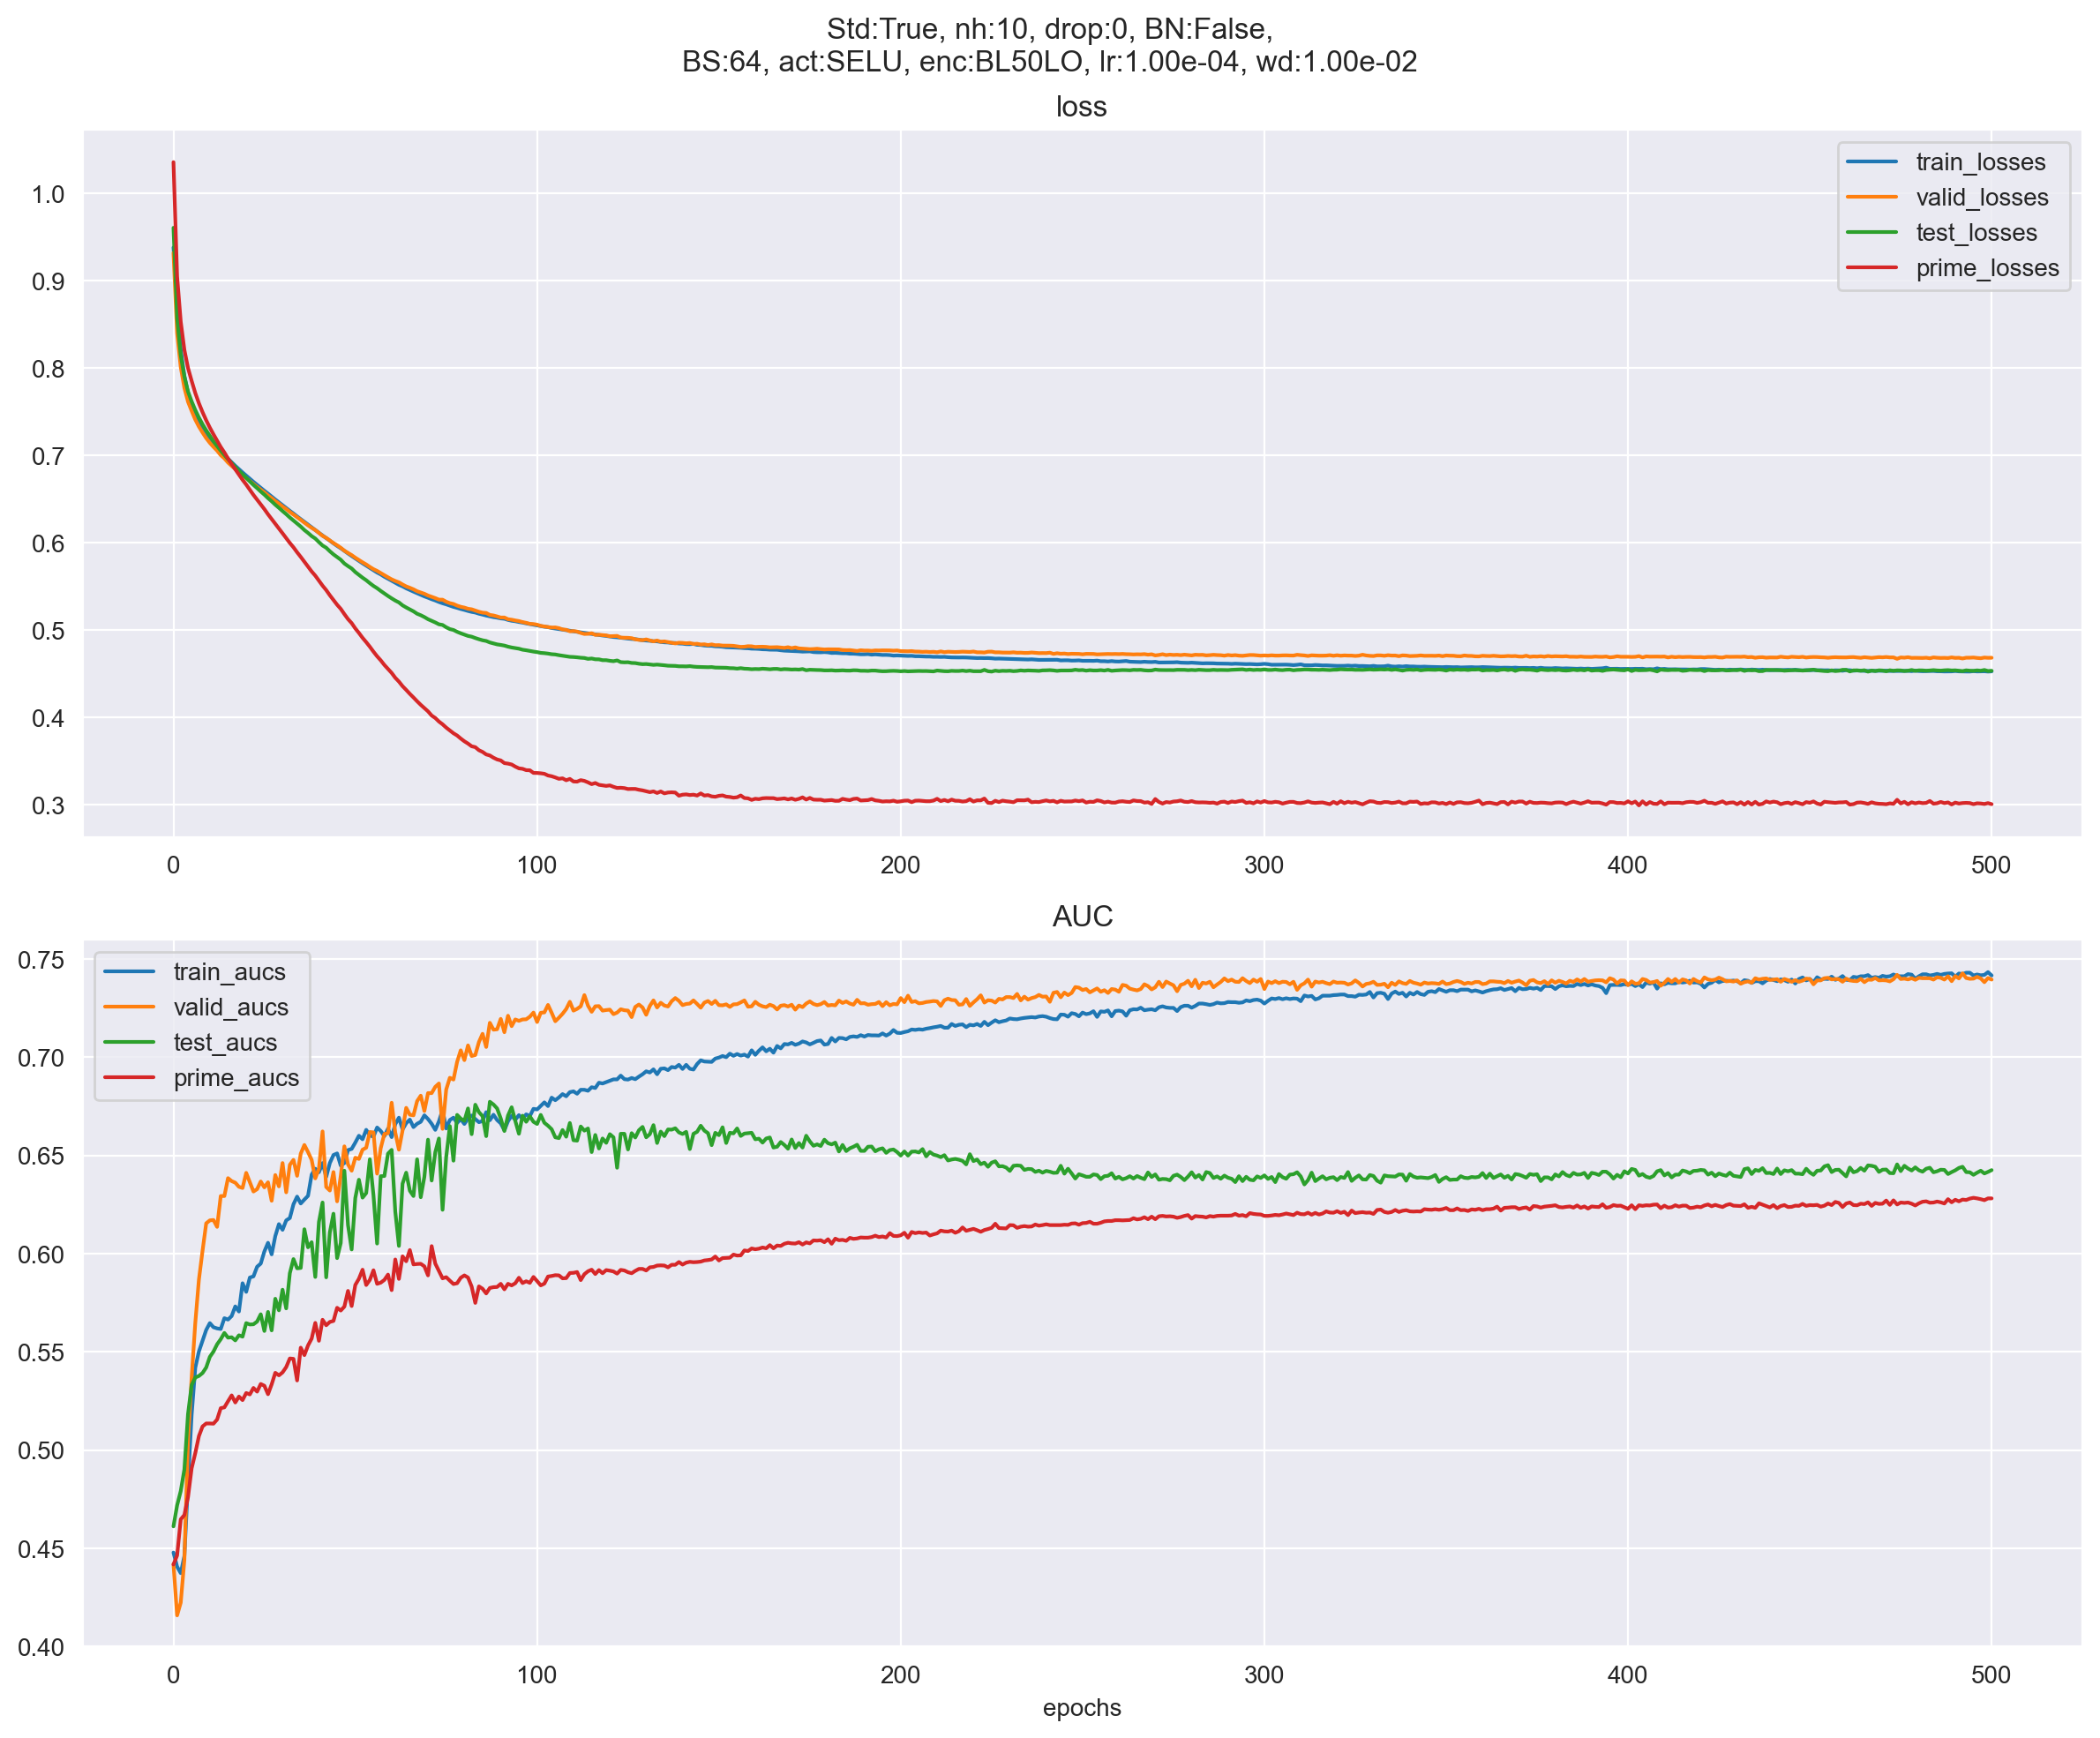 Std:True, nh:10, drop:0, BN:False,
BS:64, act:SELU, enc:BL50LO, lr:1.00e-04, wd:1.00e-02
loss
train_losses
valid_losses
test_losses
prime_losses
1.0
0.9
0.8
0.7
0.6
0.5
0.4
0.3
0 100 200 300 400 500
AUC
train_aucs
valid_aucs
test_aucs
prime_aucs
0.75
0.70
0.65
0.60
0.55
0.50
0.45
0.40
0 100 200 300 400 500
epochs